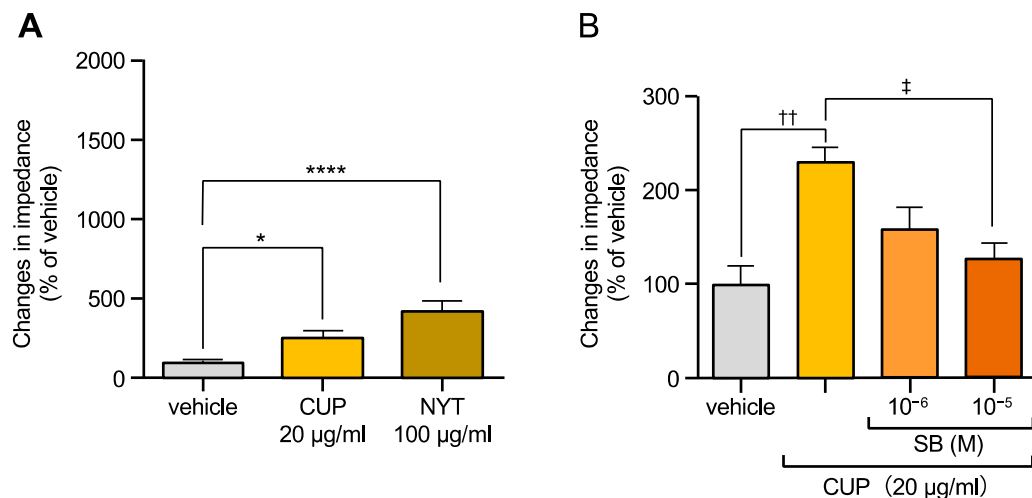 A
Changes in impedance
(% of vehicle)
2000
1500
1000
500
0
****
*
vehicle
CUP
20 µg/ml
NYT
100 µg/ml
B
Changes in impedance
(% of vehicle)
300
200
100
0
‡
††
vehicle
10⁻⁶
10⁻⁵
SB (M)
CUP（20 µg/ml）